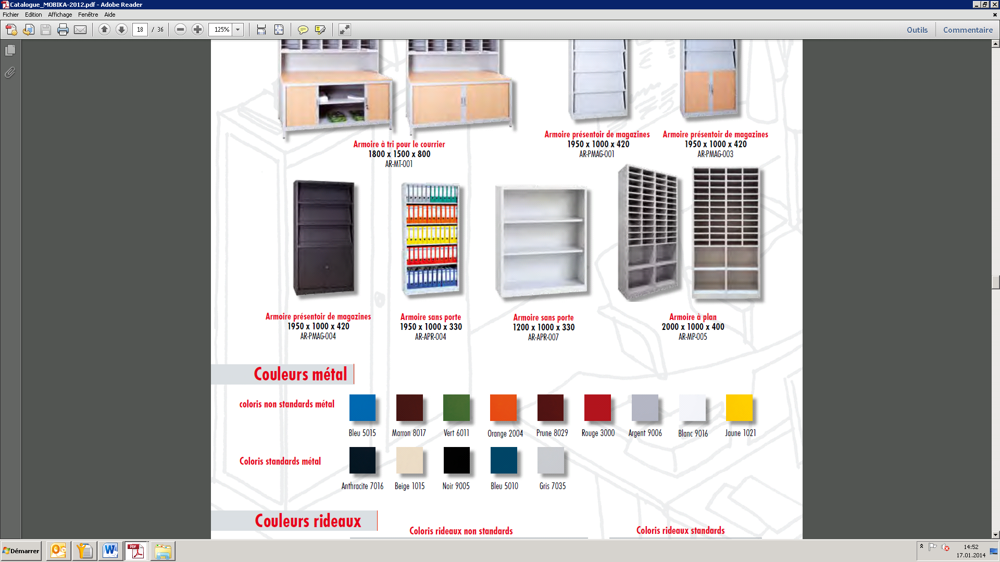 Catalogue_MOBIKA-2012.pdf - Adobe Reader
Fichier Edition Affichage Fenêtre Aide
18 / 36 125% Outils Commentaire
Armoire à tri pour le courrier
1800 x 1500 x 800
AR-MT-001
Armoire présentoir de magazines
1950 x 1000 x 420
AR-PMAG-001
Armoire présentoir de magazines
1950 x 1000 x 420
AR-PMAG-003
Armoire présentoir de magazines
1950 x 1000 x 420
AR-PMAG-004
Armoire sans porte
1950 x 1000 x 330
AR-APR-004
Armoire sans porte
1200 x 1000 x 330
AR-APR-007
Armoire à plan
2000 x 1000 x 400
AR-MP-005
Couleurs métal
coloris non standards métal
Bleu 5015 Marron 8017 Vert 6011 Orange 2004 Prune 8029 Rouge 3000 Argent 9006 Blanc 9016 Jaune 1021
Coloris standards métal
Anthracite 7016 Beige 1015 Noir 9005 Bleu 5010 Gris 7035
Couleurs rideaux
Coloris rideaux non standards
Coloris rideaux standards
Démarrer
14:52
17.01.2014